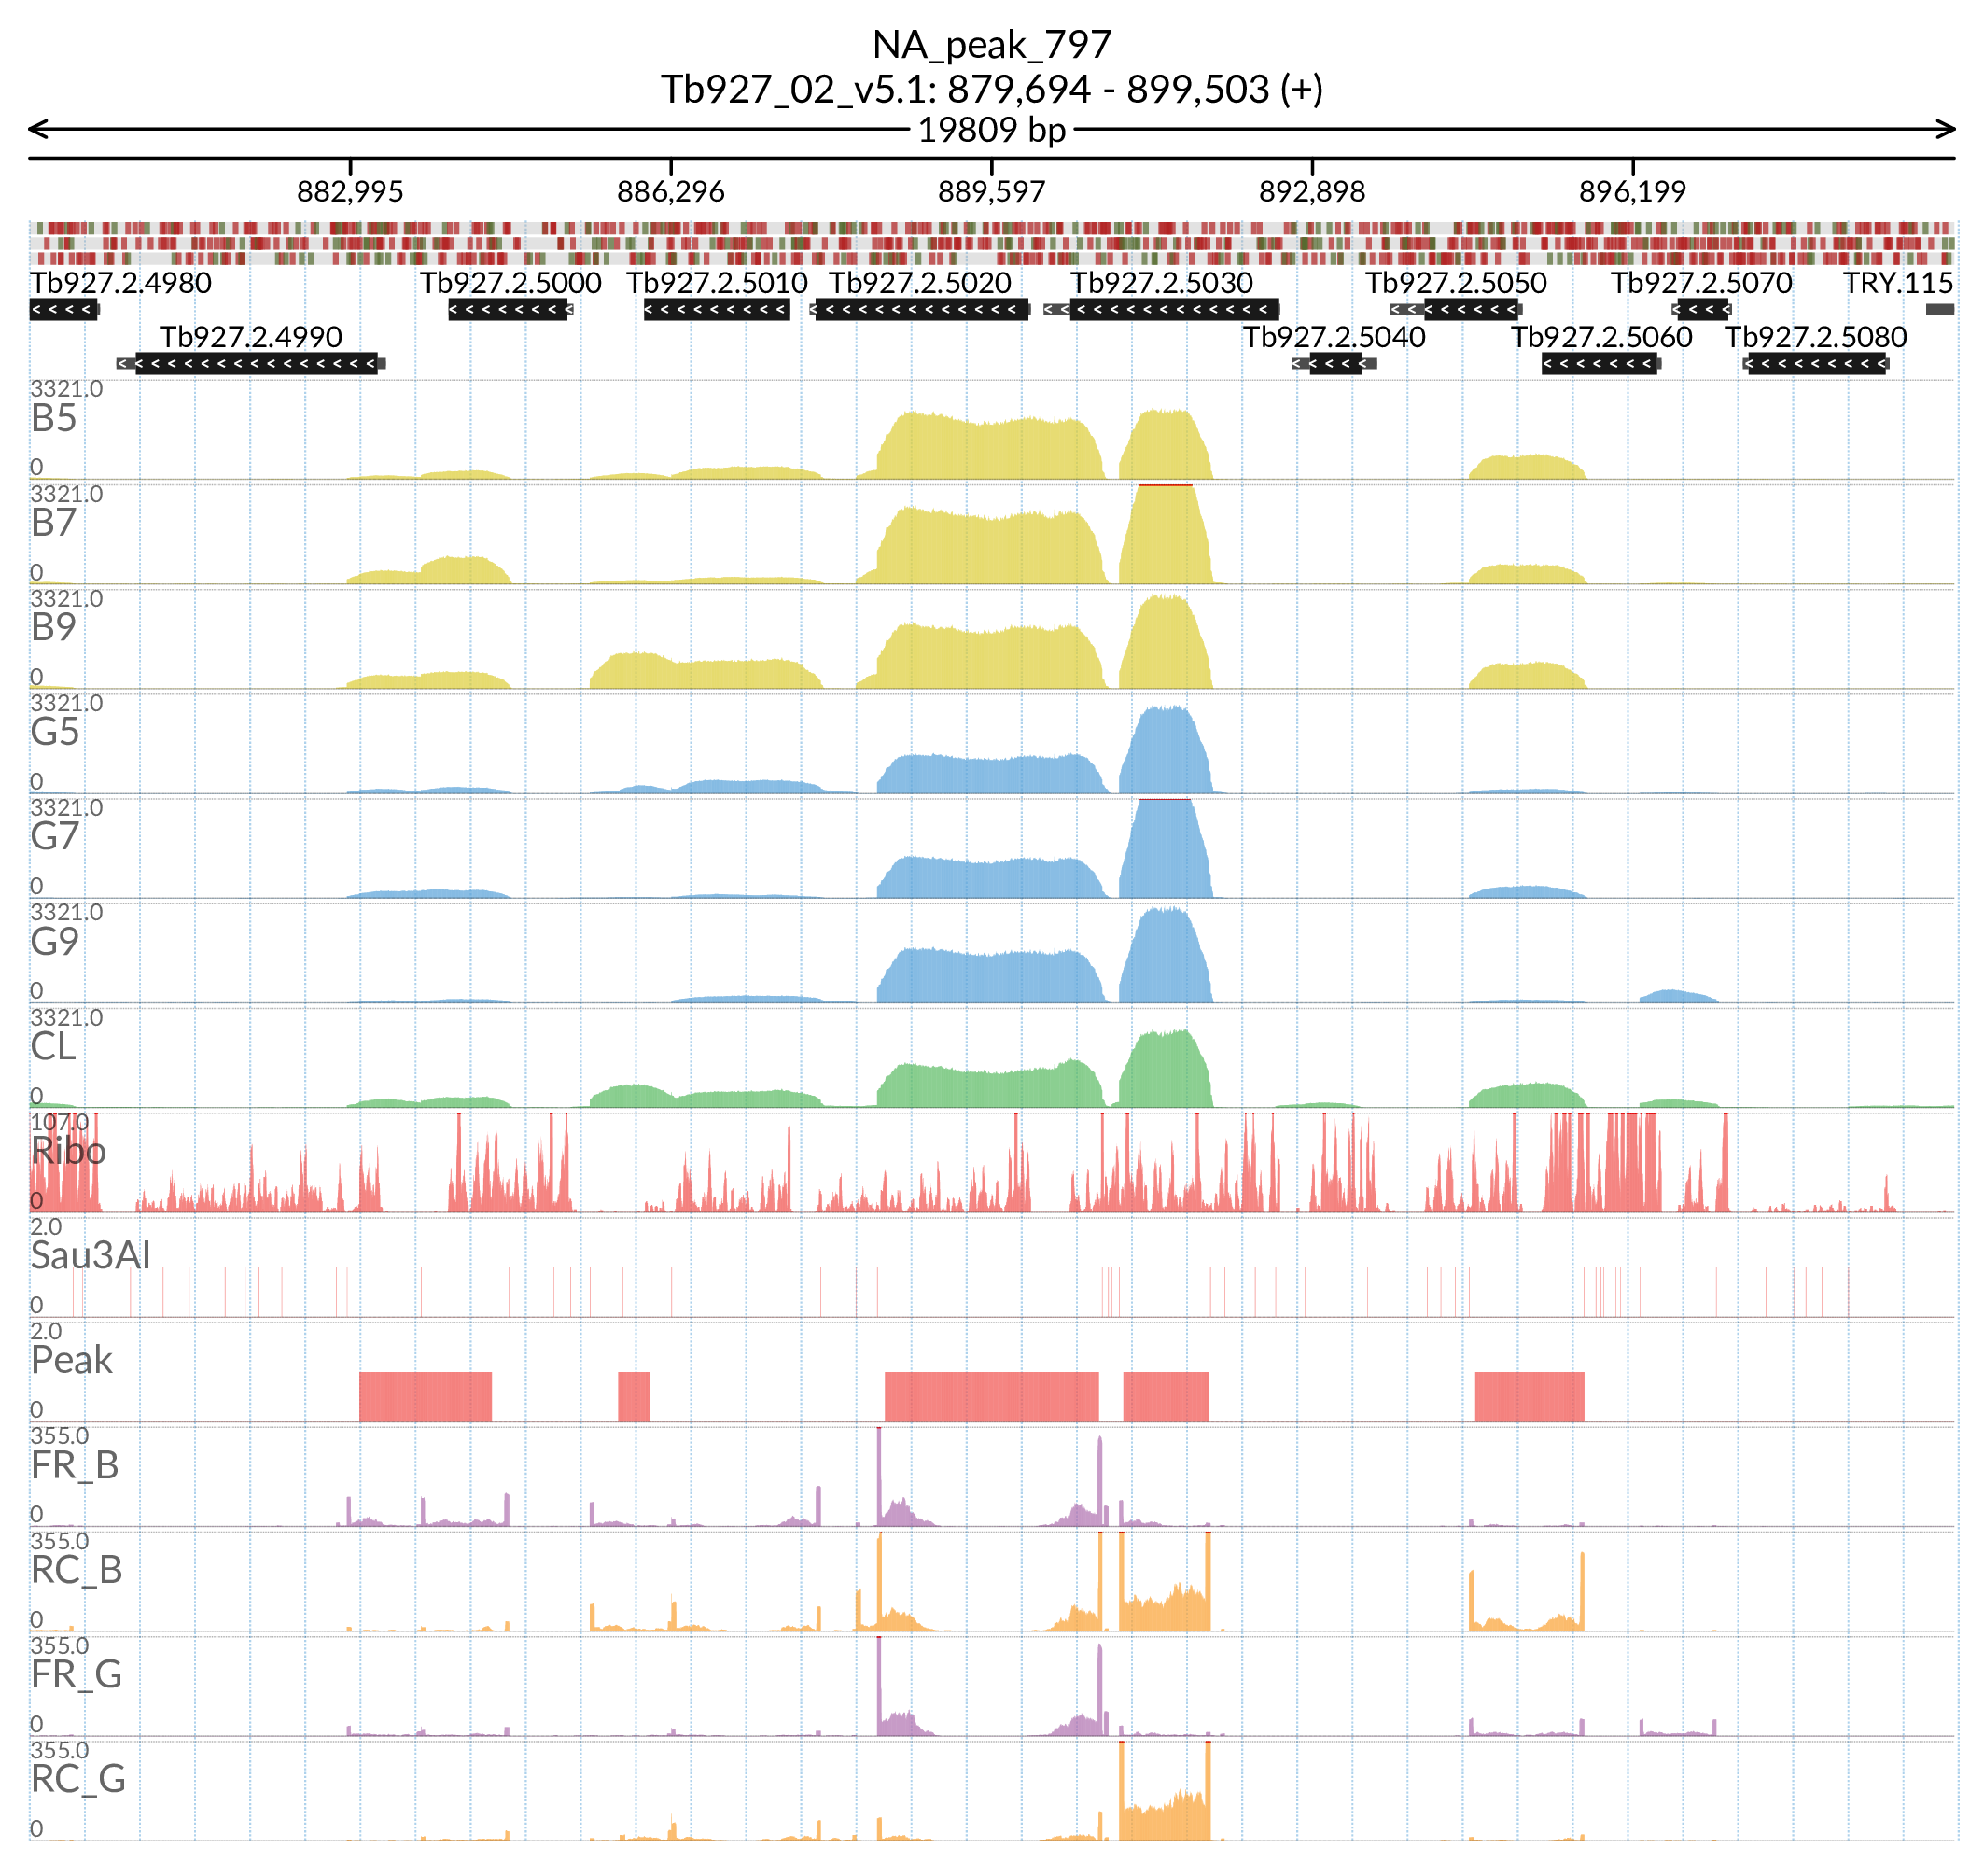 NA_peak_797
Tb927_02_v5.1: 879,694 - 899,503 (+)
19809 bp
882,995 886,296 889,597 892,898 896,199
Tb927.2.4980 Tb927.2.5000 Tb927.2.5010 Tb927.2.5020 Tb927.2.5030 Tb927.2.5050 Tb927.2.5070 TRY.115
Tb927.2.4990 Tb927.2.5040 Tb927.2.5060 Tb927.2.5080
3321.0
B5
0
3321.0
B7
0
3321.0
B9
0
3321.0
G5
0
3321.0
G7
0
3321.0
G9
0
3321.0
CL
0
107.0
Ribo
0
2.0
Sau3AI
0
2.0
Peak
0
355.0
FR_B
0
355.0
RC_B
0
355.0
FR_G
0
355.0
RC_G
0